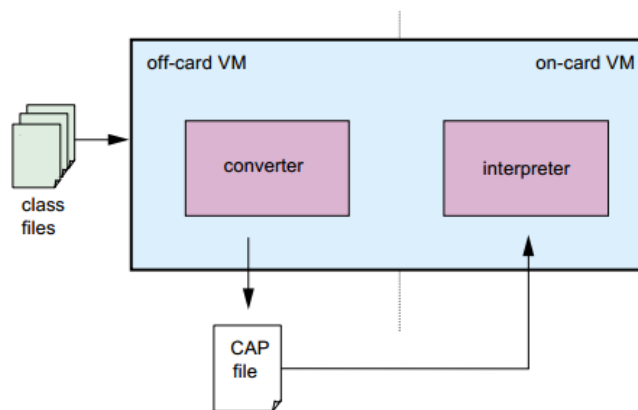 off-card VM
on-card VM
converter
interpreter
class
files
CAP
file